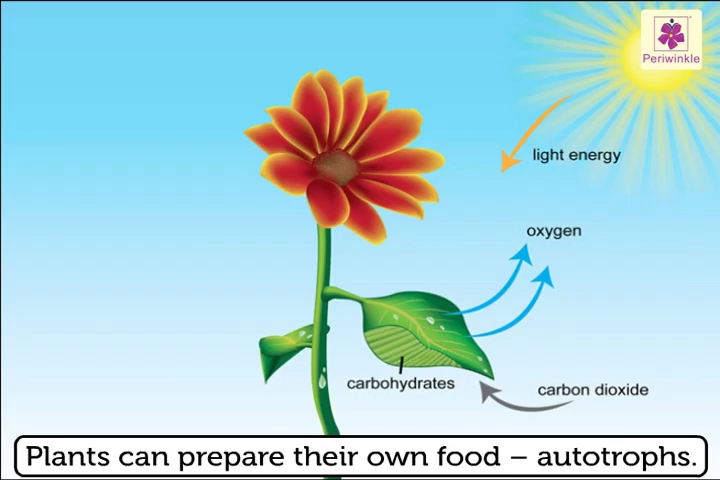 Periwinkle
light energy
oxygen
carbohydrates
carbon dioxide
Plants can prepare their own food – autotrophs.